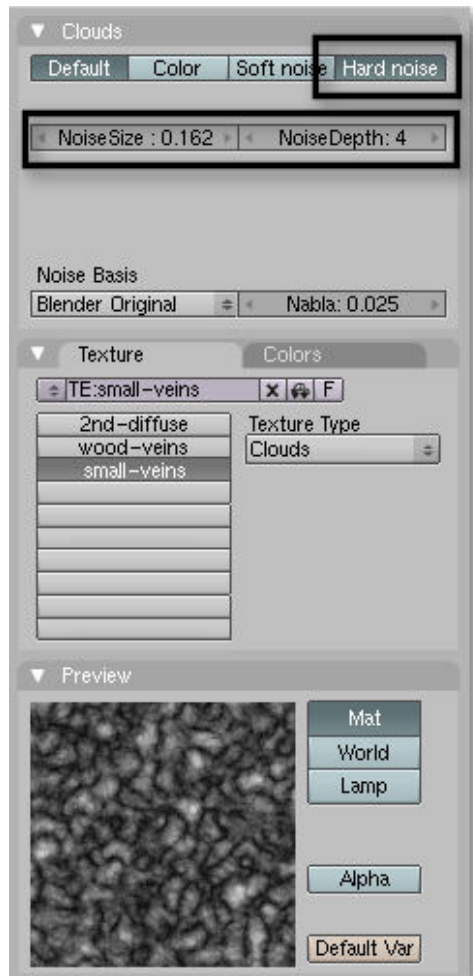 Clouds
Default Color Soft noise Hard noise
NoiseSize : 0.162 NoiseDepth: 4
Noise Basis
Blender Original Nabla: 0.025
Texture Colors
TE:small-veins X F
2nd-diffuse Texture Type
wood-veins Clouds
small-veins
Preview
Mat
World
Lamp
Alpha
Default Var